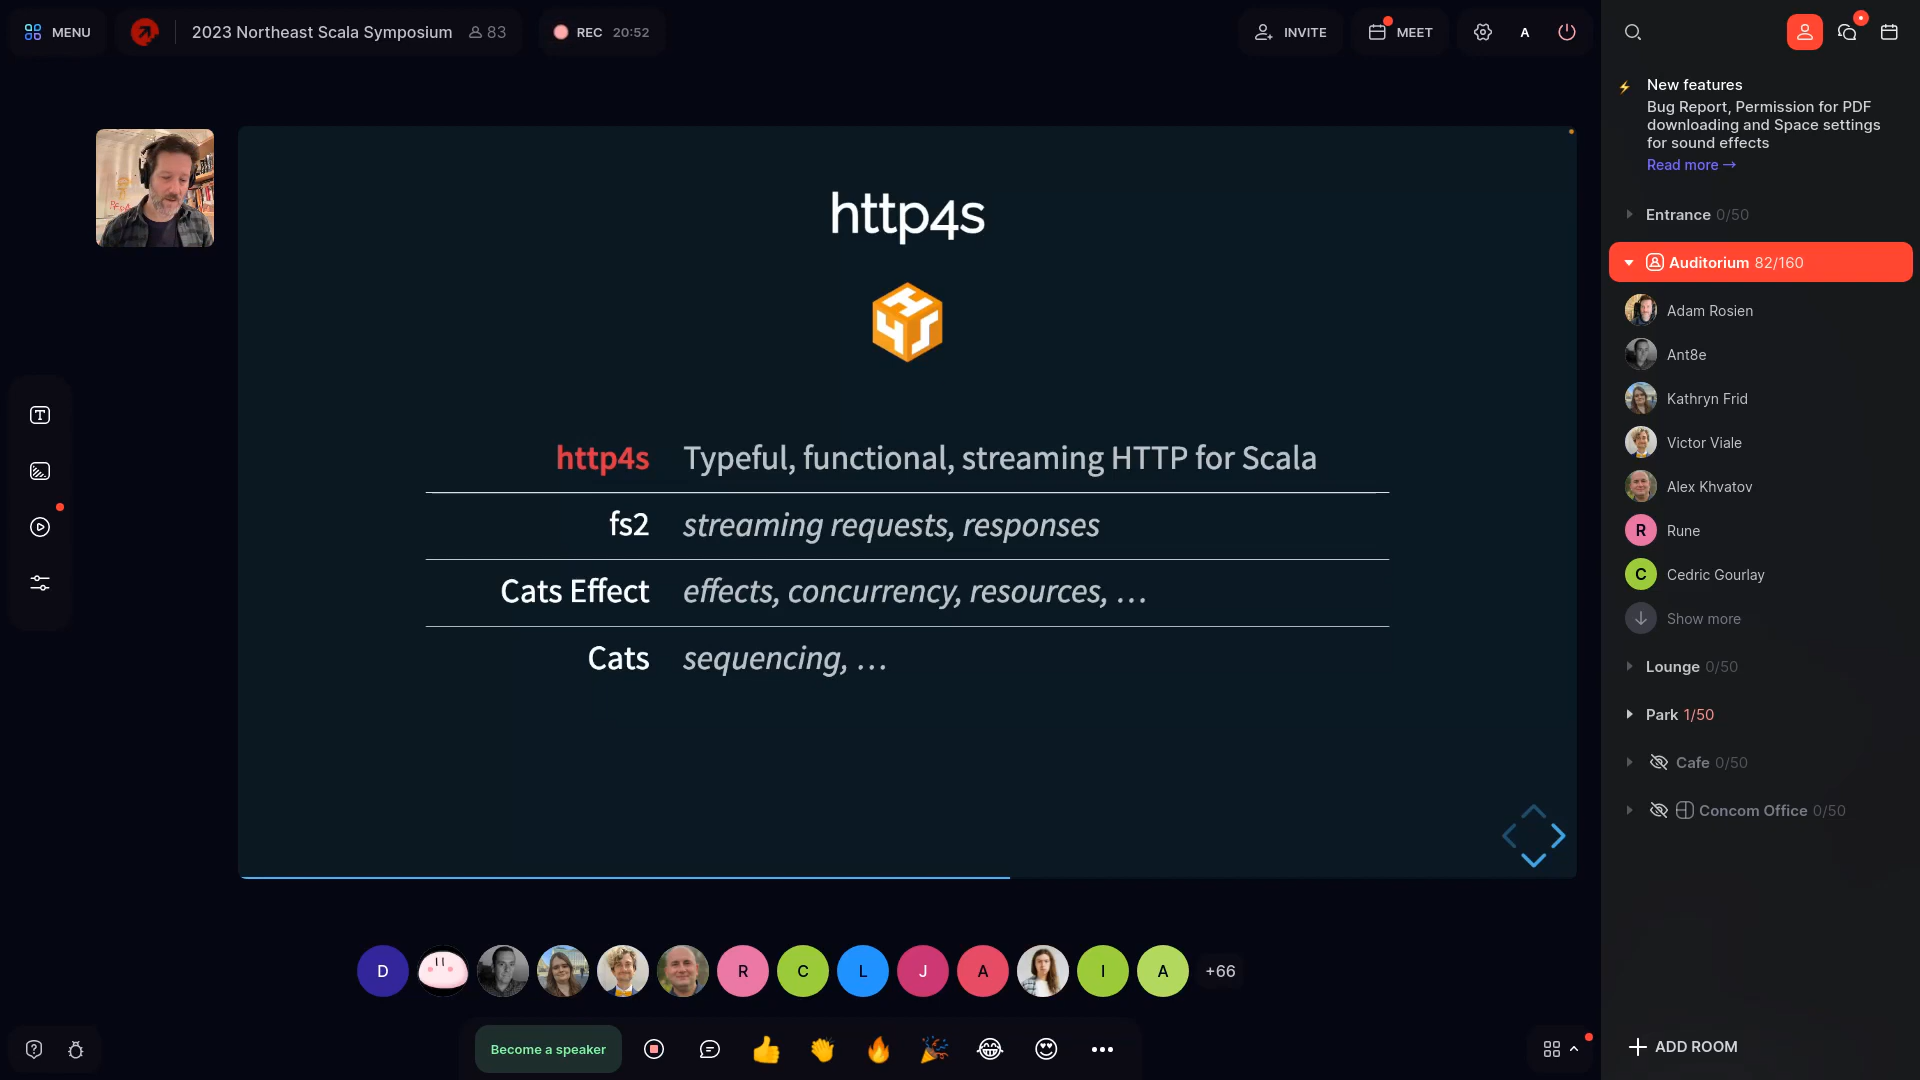 MENU
2023 Northeast Scala Symposium 83
REC 20:52
INVITE
MEET
A
New features
Bug Report, Permission for PDF
downloading and Space settings
for sound effects
Read more →
Entrance 0/50
Auditorium 82/160
Adam Rosien
Ant8e
Kathryn Frid
Victor Viale
Alex Khvatov
R Rune
C Cedric Gourlay
Show more
Lounge 0/50
Park 1/50
Cafe 0/50
Concom Office 0/50
ADD ROOM
http4s
H4S
http4s Typeful, functional, streaming HTTP for Scala
fs2 streaming requests, responses
Cats Effect effects, concurrency, resources, …
Cats sequencing, …
D R C L J A I A +66
Become a speaker